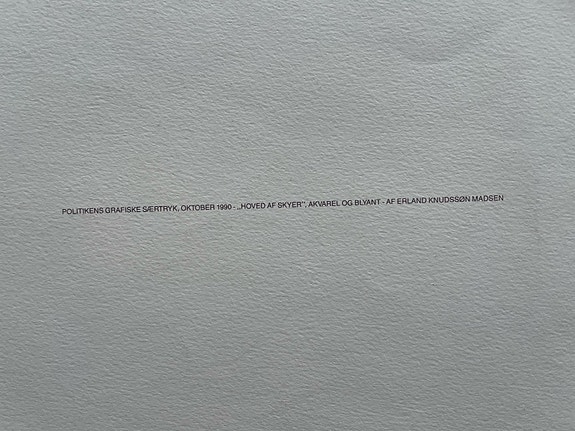 POLITIKENS GRAFISKE SÆRTRYK, OKTOBER 1990 - „HOVED AF SKYER”, AKVAREL OG BLYANT - AF ERLAND KNUDSSØN MADSEN